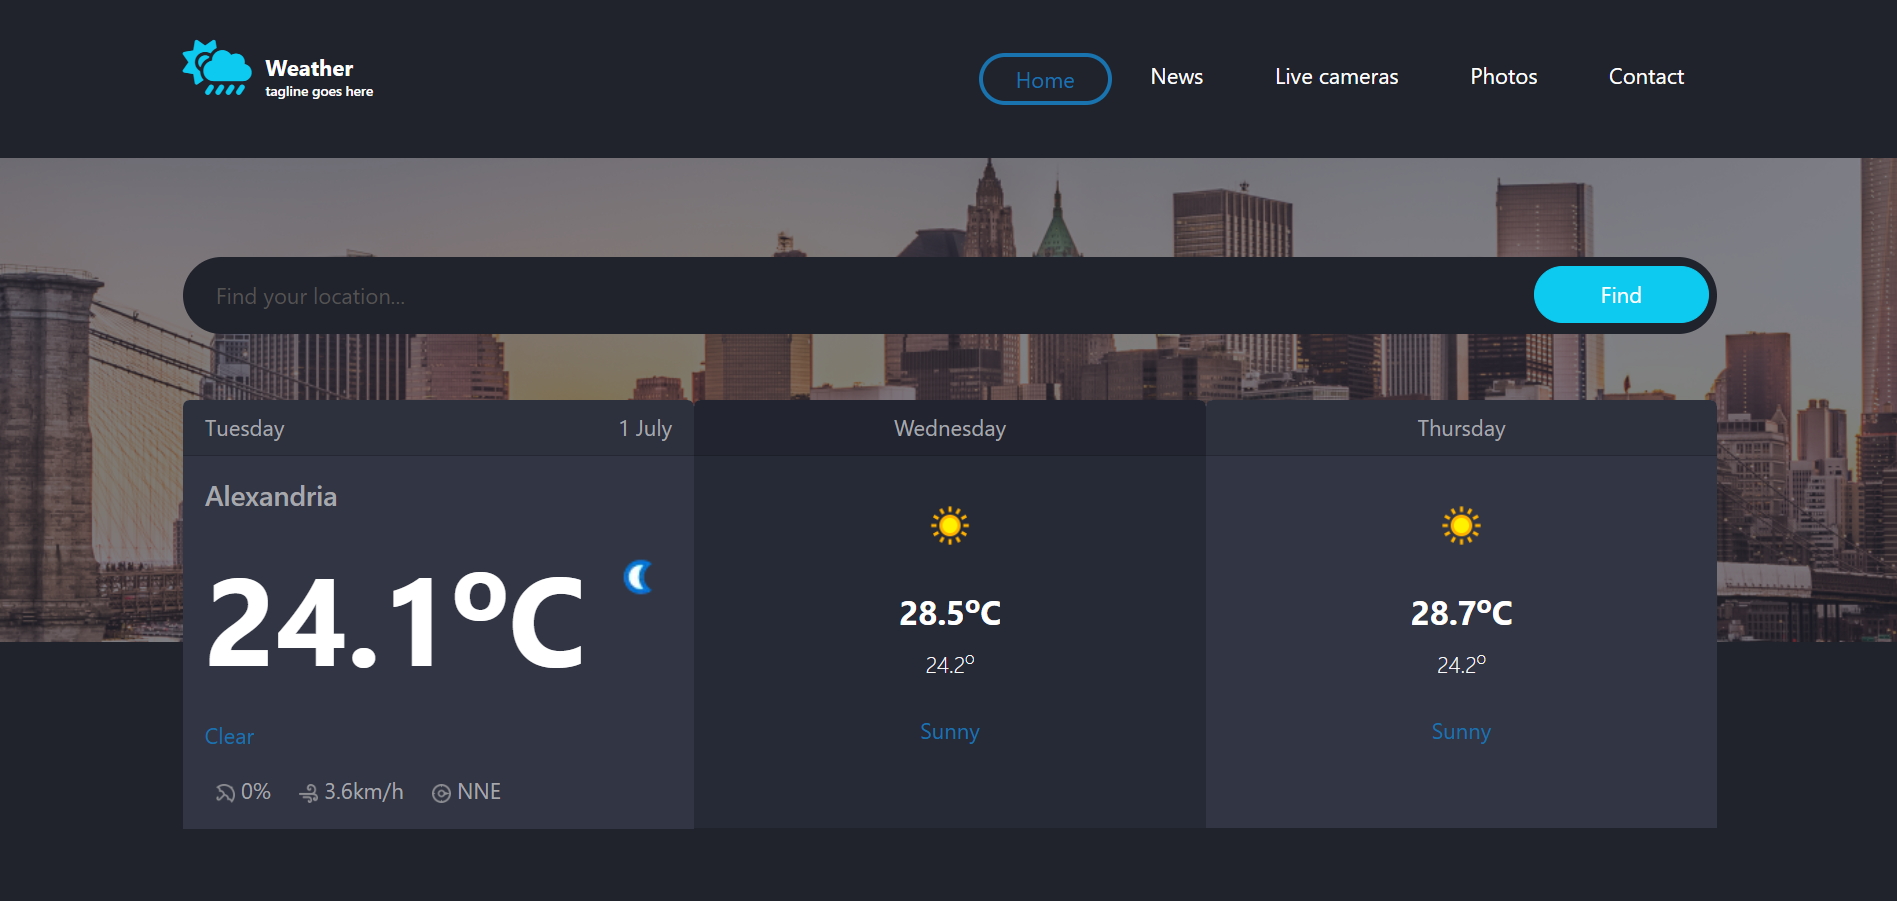 Weather
tagline goes here
Home
News
Live cameras
Photos
Contact
Find your location...
Find
Tuesday
1 July
Alexandria
24.1°C
Clear
0%
3.6km/h
NNE
Wednesday
28.5°C
24.2°
Sunny
Thursday
28.7°C
24.2°
Sunny